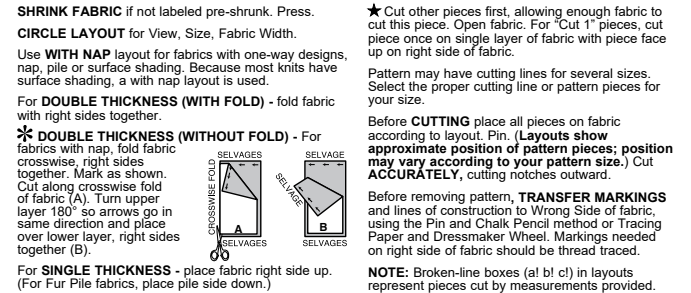 SHRINK FABRIC if not labeled pre-shrunk. Press.
CIRCLE LAYOUT for View, Size, Fabric Width.
Use WITH NAP layout for fabrics with one-way designs,
nap, pile or surface shading. Because most knits have
surface shading, a with nap layout is used.
For DOUBLE THICKNESS (WITH FOLD) - fold fabric
with right sides together.
✻ DOUBLE THICKNESS (WITHOUT FOLD) - For
fabrics with nap, fold fabric
crosswise, right sides
together. Mark as shown.
Cut along crosswise fold
of fabric (A). Turn upper
layer 180° so arrows go in
same direction and place
over lower layer, right sides
together (B).
SELVAGES
CROSSWISE FOLD
A
SELVAGES
SELVAGE
SELVAGE
B
SELVAGES
For SINGLE THICKNESS - place fabric right side up.
(For Fur Pile fabrics, place pile side down.)
★ Cut other pieces first, allowing enough fabric to
cut this piece. Open fabric. For “Cut 1” pieces, cut
piece once on single layer of fabric with piece face
up on right side of fabric.
Pattern may have cutting lines for several sizes.
Select the proper cutting line or pattern pieces for
your size.
Before CUTTING place all pieces on fabric
according to layout. Pin. (Layouts show
approximate position of pattern pieces; position
may vary according to your pattern size.) Cut
ACCURATELY, cutting notches outward.
Before removing pattern, TRANSFER MARKINGS
and lines of construction to Wrong Side of fabric,
using the Pin and Chalk Pencil method or Tracing
Paper and Dressmaker Wheel. Markings needed
on right side of fabric should be thread traced.
NOTE: Broken-line boxes (a! b! c!) in layouts
represent pieces cut by measurements provided.